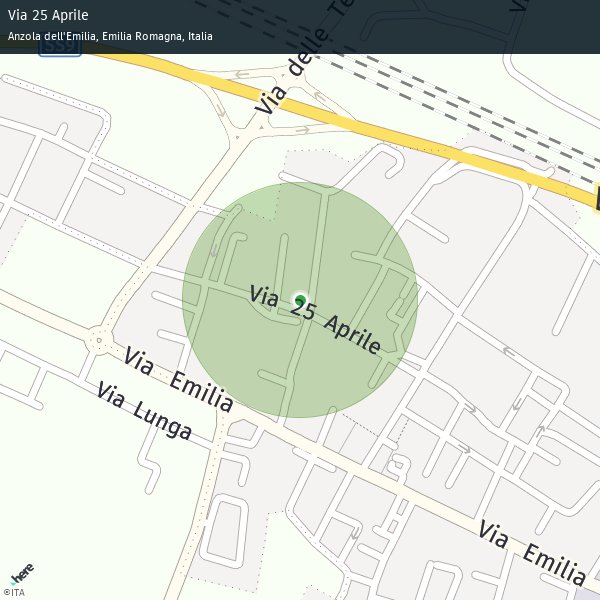 Via 25 Aprile
Anzola dell'Emilia, Emilia Romagna, Italia
SS9
Via delle Te
Via 25 Aprile
Via Emilia
Via Lunga
Via Emilia
here
©ITA